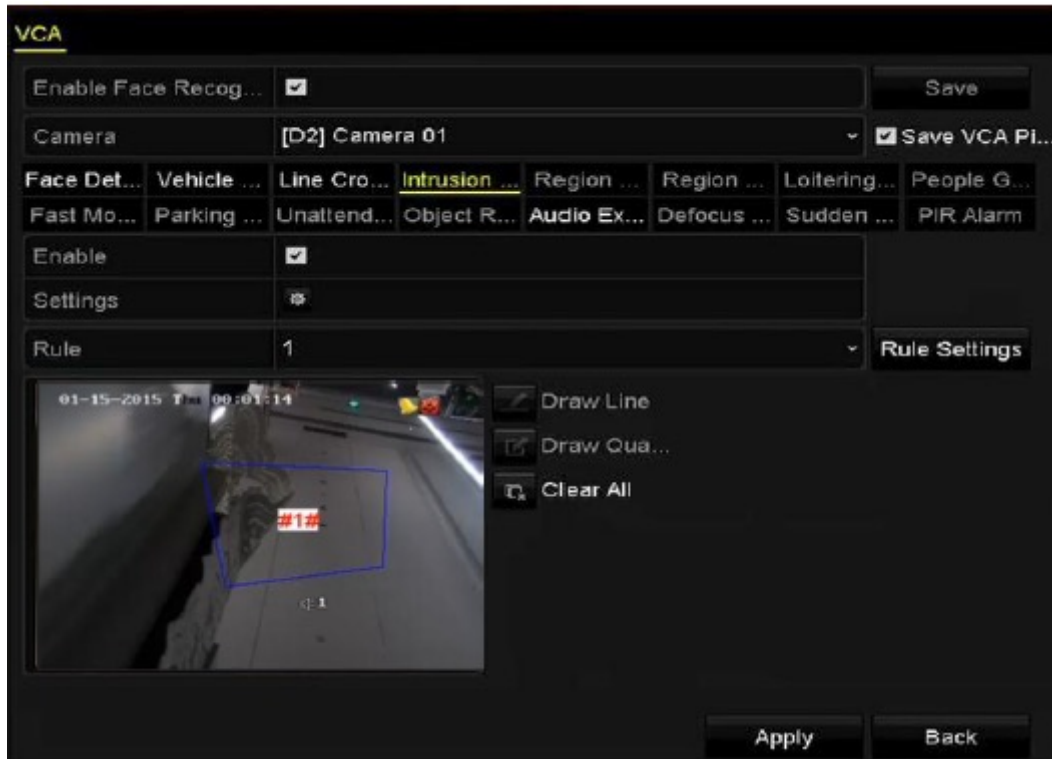 VCA
Enable Face Recog... Save
Camera [D2] Camera 01 Save VCA Pi...
Face Det... Vehicle ... Line Cro... Intrusion ... Region ... Region ... Loitering... People G...
Fast Mo... Parking ... Unattend... Object R... Audio Ex... Defocus ... Sudden ... PIR Alarm
Enable
Settings
Rule 1 Rule Settings
01-15-2015 Thu 00:01:14
Draw Line
Draw Qua...
Clear All
#1#
1
Apply Back